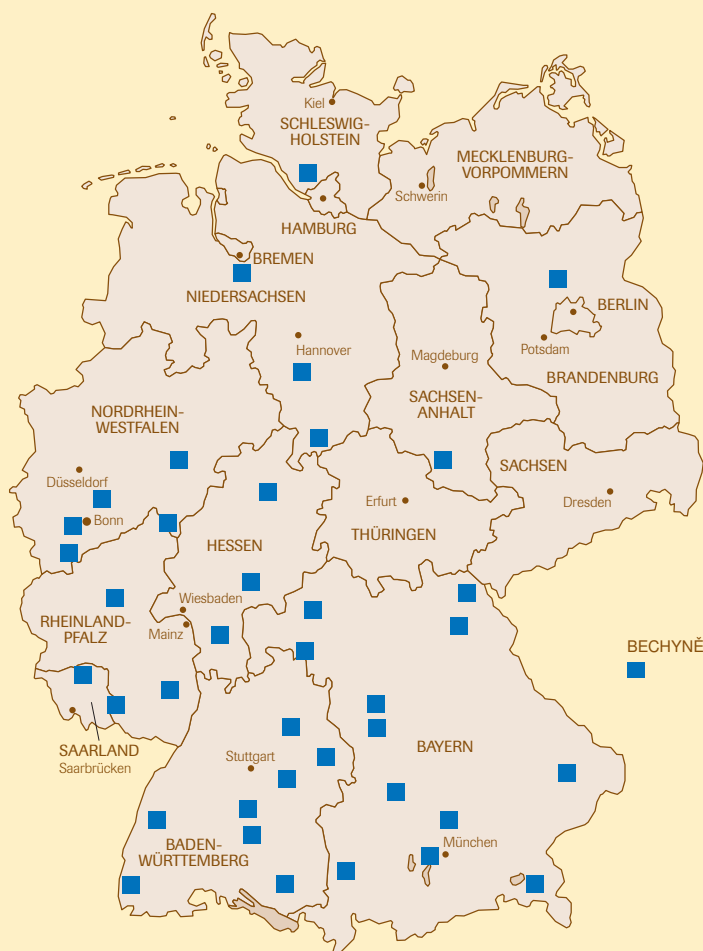 Kiel
SCHLESWIG-
HOLSTEIN
MECKLENBURG-
VORPOMMERN
Schwerin
HAMBURG
BREMEN
NIEDERSACHSEN
BERLIN
Hannover
Potsdam
Magdeburg
BRANDENBURG
SACHSEN-
ANHALT
NORDRHEIN-
WESTFALEN
SACHSEN
Düsseldorf
Dresden
Erfurt
Bonn
THÜRINGEN
HESSEN
Wiesbaden
RHEINLAND-
PFALZ
Mainz
BECHYNĚ
SAARLAND
Saarbrücken
BAYERN
Stuttgart
München
BADEN-
WÜRTTEMBERG